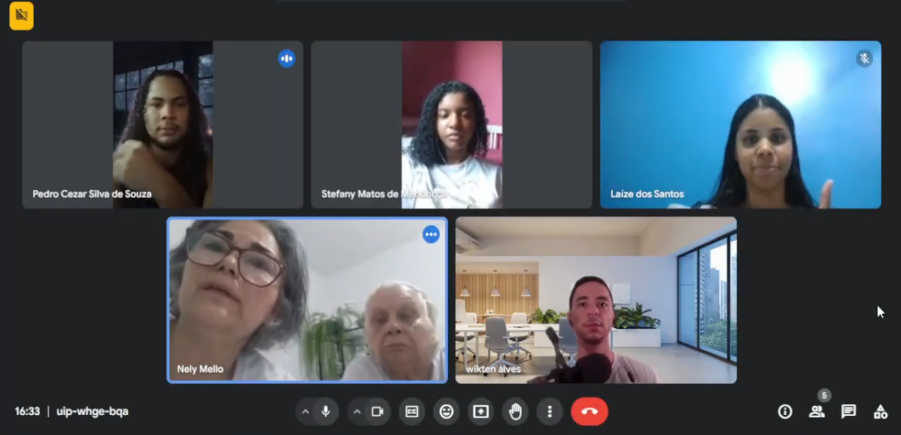 Pedro Cezar Silva de Souza
Stefany Matos de
Laíze dos Santos
Nely Mello
wikten alves
16:33 | uip-whge-bqa
CC
5